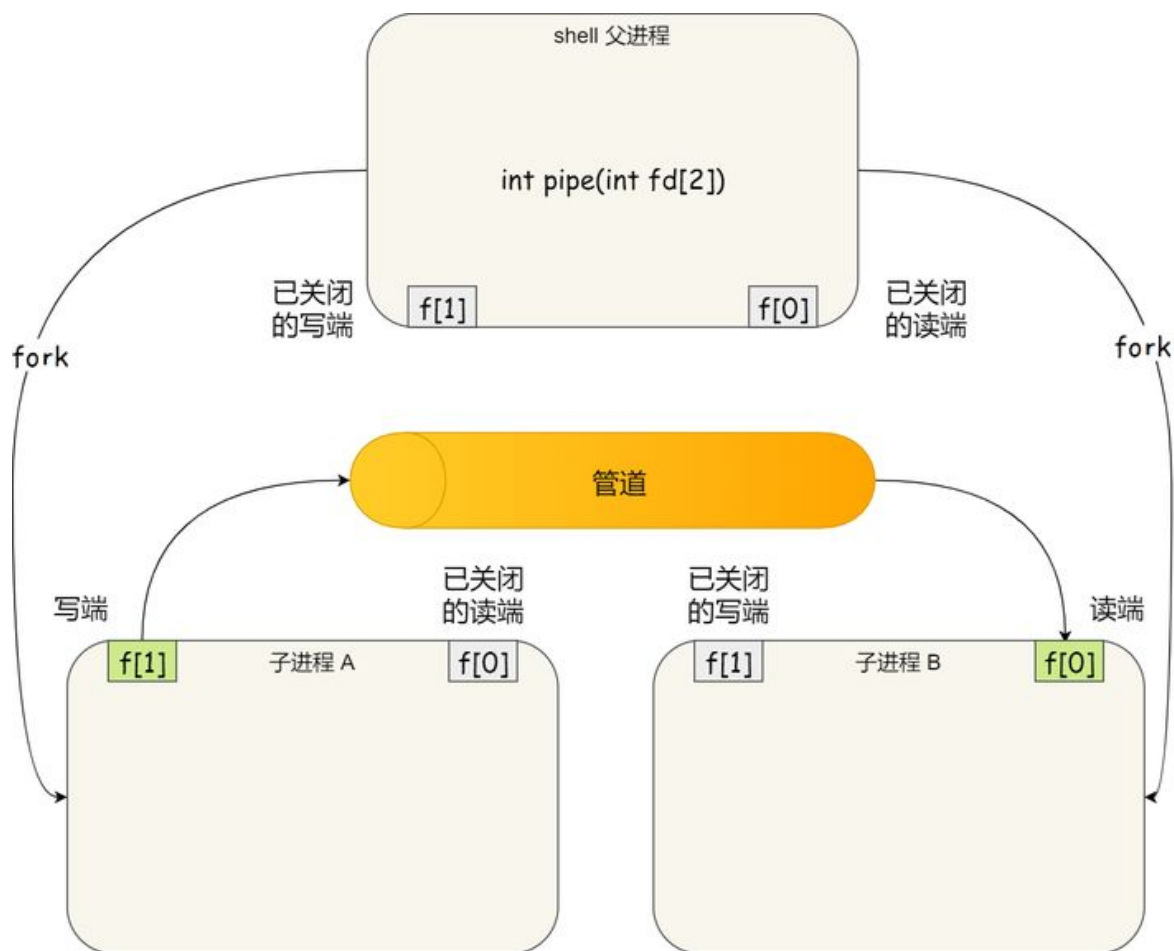 shell 父进程
int pipe(int fd[2])
已关闭
的写端
f[1]
f[0]
已关闭
的读端
fork
fork
管道
写端
已关闭
的读端
已关闭
的写端
读端
f[1]
子进程 A
f[0]
f[1]
子进程 B
f[0]